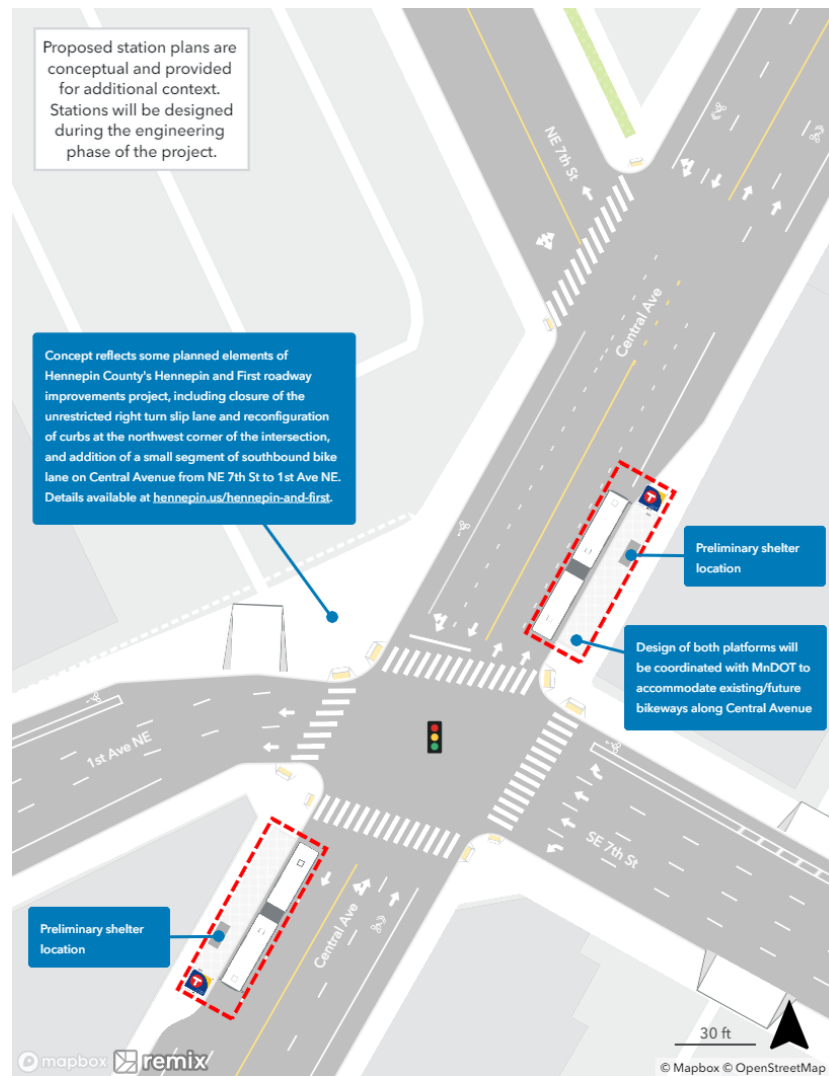 Proposed station plans are
conceptual and provided
for additional context.
Stations will be designed
during the engineering
phase of the project.
NE 7th St
Central Ave
Concept reflects some planned elements of
Hennepin County's Hennepin and First roadway
improvements project, including closure of the
unrestricted right turn slip lane and reconfiguration
of curbs at the northwest corner of the intersection,
and addition of a small segment of southbound bike
lane on Central Avenue from NE 7th St to 1st Ave NE.
Details available at hennepin.us/hennepin-and-first.
T
Preliminary shelter
location
Design of both platforms will
be coordinated with MnDOT to
accommodate existing/future
bikeways along Central Avenue
1st Ave NE
SE 7th St
Preliminary shelter
location
Central Ave
T
30 ft
mapbox remix
© Mapbox © OpenStreetMap